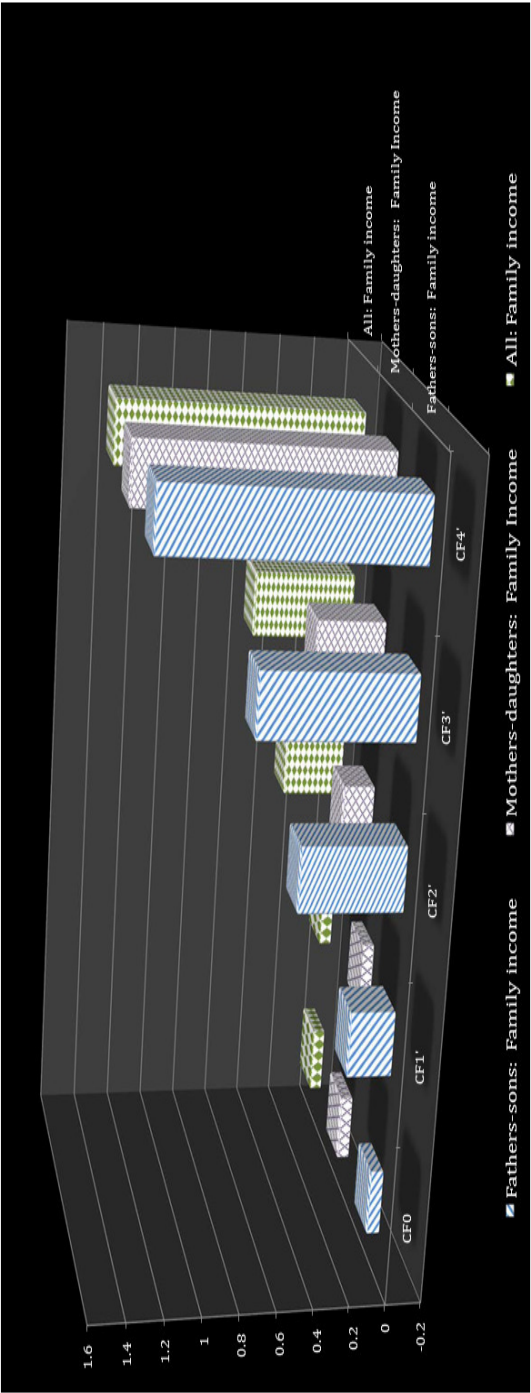 1.6
1.4
1.2
1
0.8
0.6
0.4
0.2
0
-0.2
CF0
CF1'
CF2'
CF3'
CF4'
Fathers-sons:  Family income
Mothers-daughters:  Family Income
All: Family income
Fathers-sons:  Family income
Mothers-daughters:  Family Income
All: Family income